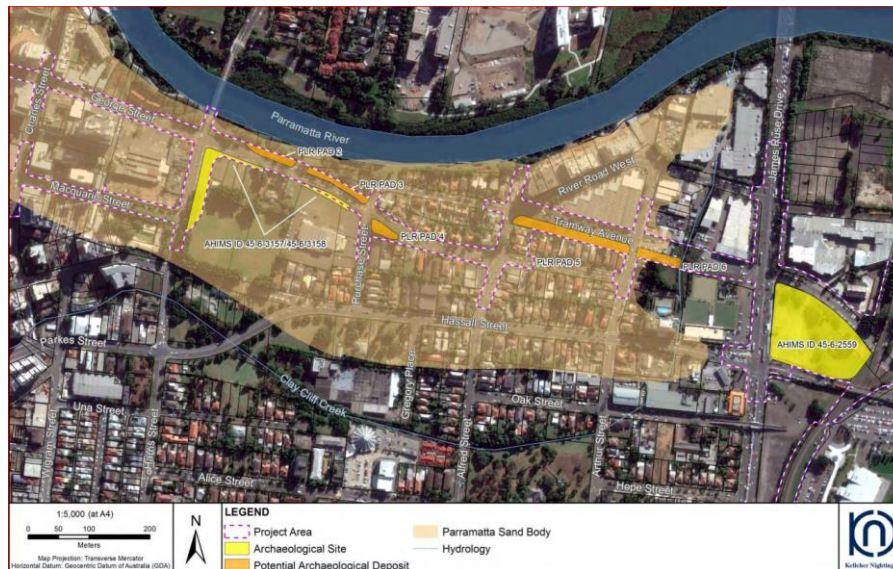 Parramatta River
Charles Street
George Street
Macquarie Street
PLR PAD 2
PLR PAD 3
AHIMS ID 45-6-3157/45-6-3158
Purchase Street
PLR PAD 4
River Road West
Tramway Avenue
PLR PAD 5
PLR PAD 6
James Ruse Drive
AHIMS ID 45-6-2559
Hassall Street
Parkes Street
Clay Cliff Creek
Gregory Place
Una Street
Alice Street
Alfred Street
Oak Street
Arthur Street
Hope Street
1:5,000 (at A4)
0 50 100 200
Meters
Map Projection: Transverse Mercator
Horizontal Datum: Geocentric Datum of Australia (GDA)
N
LEGEND
Project Area
Archaeological Site
Potential Archaeological Deposit
Parramatta Sand Body
Hydrology
Kelleher Nightingale